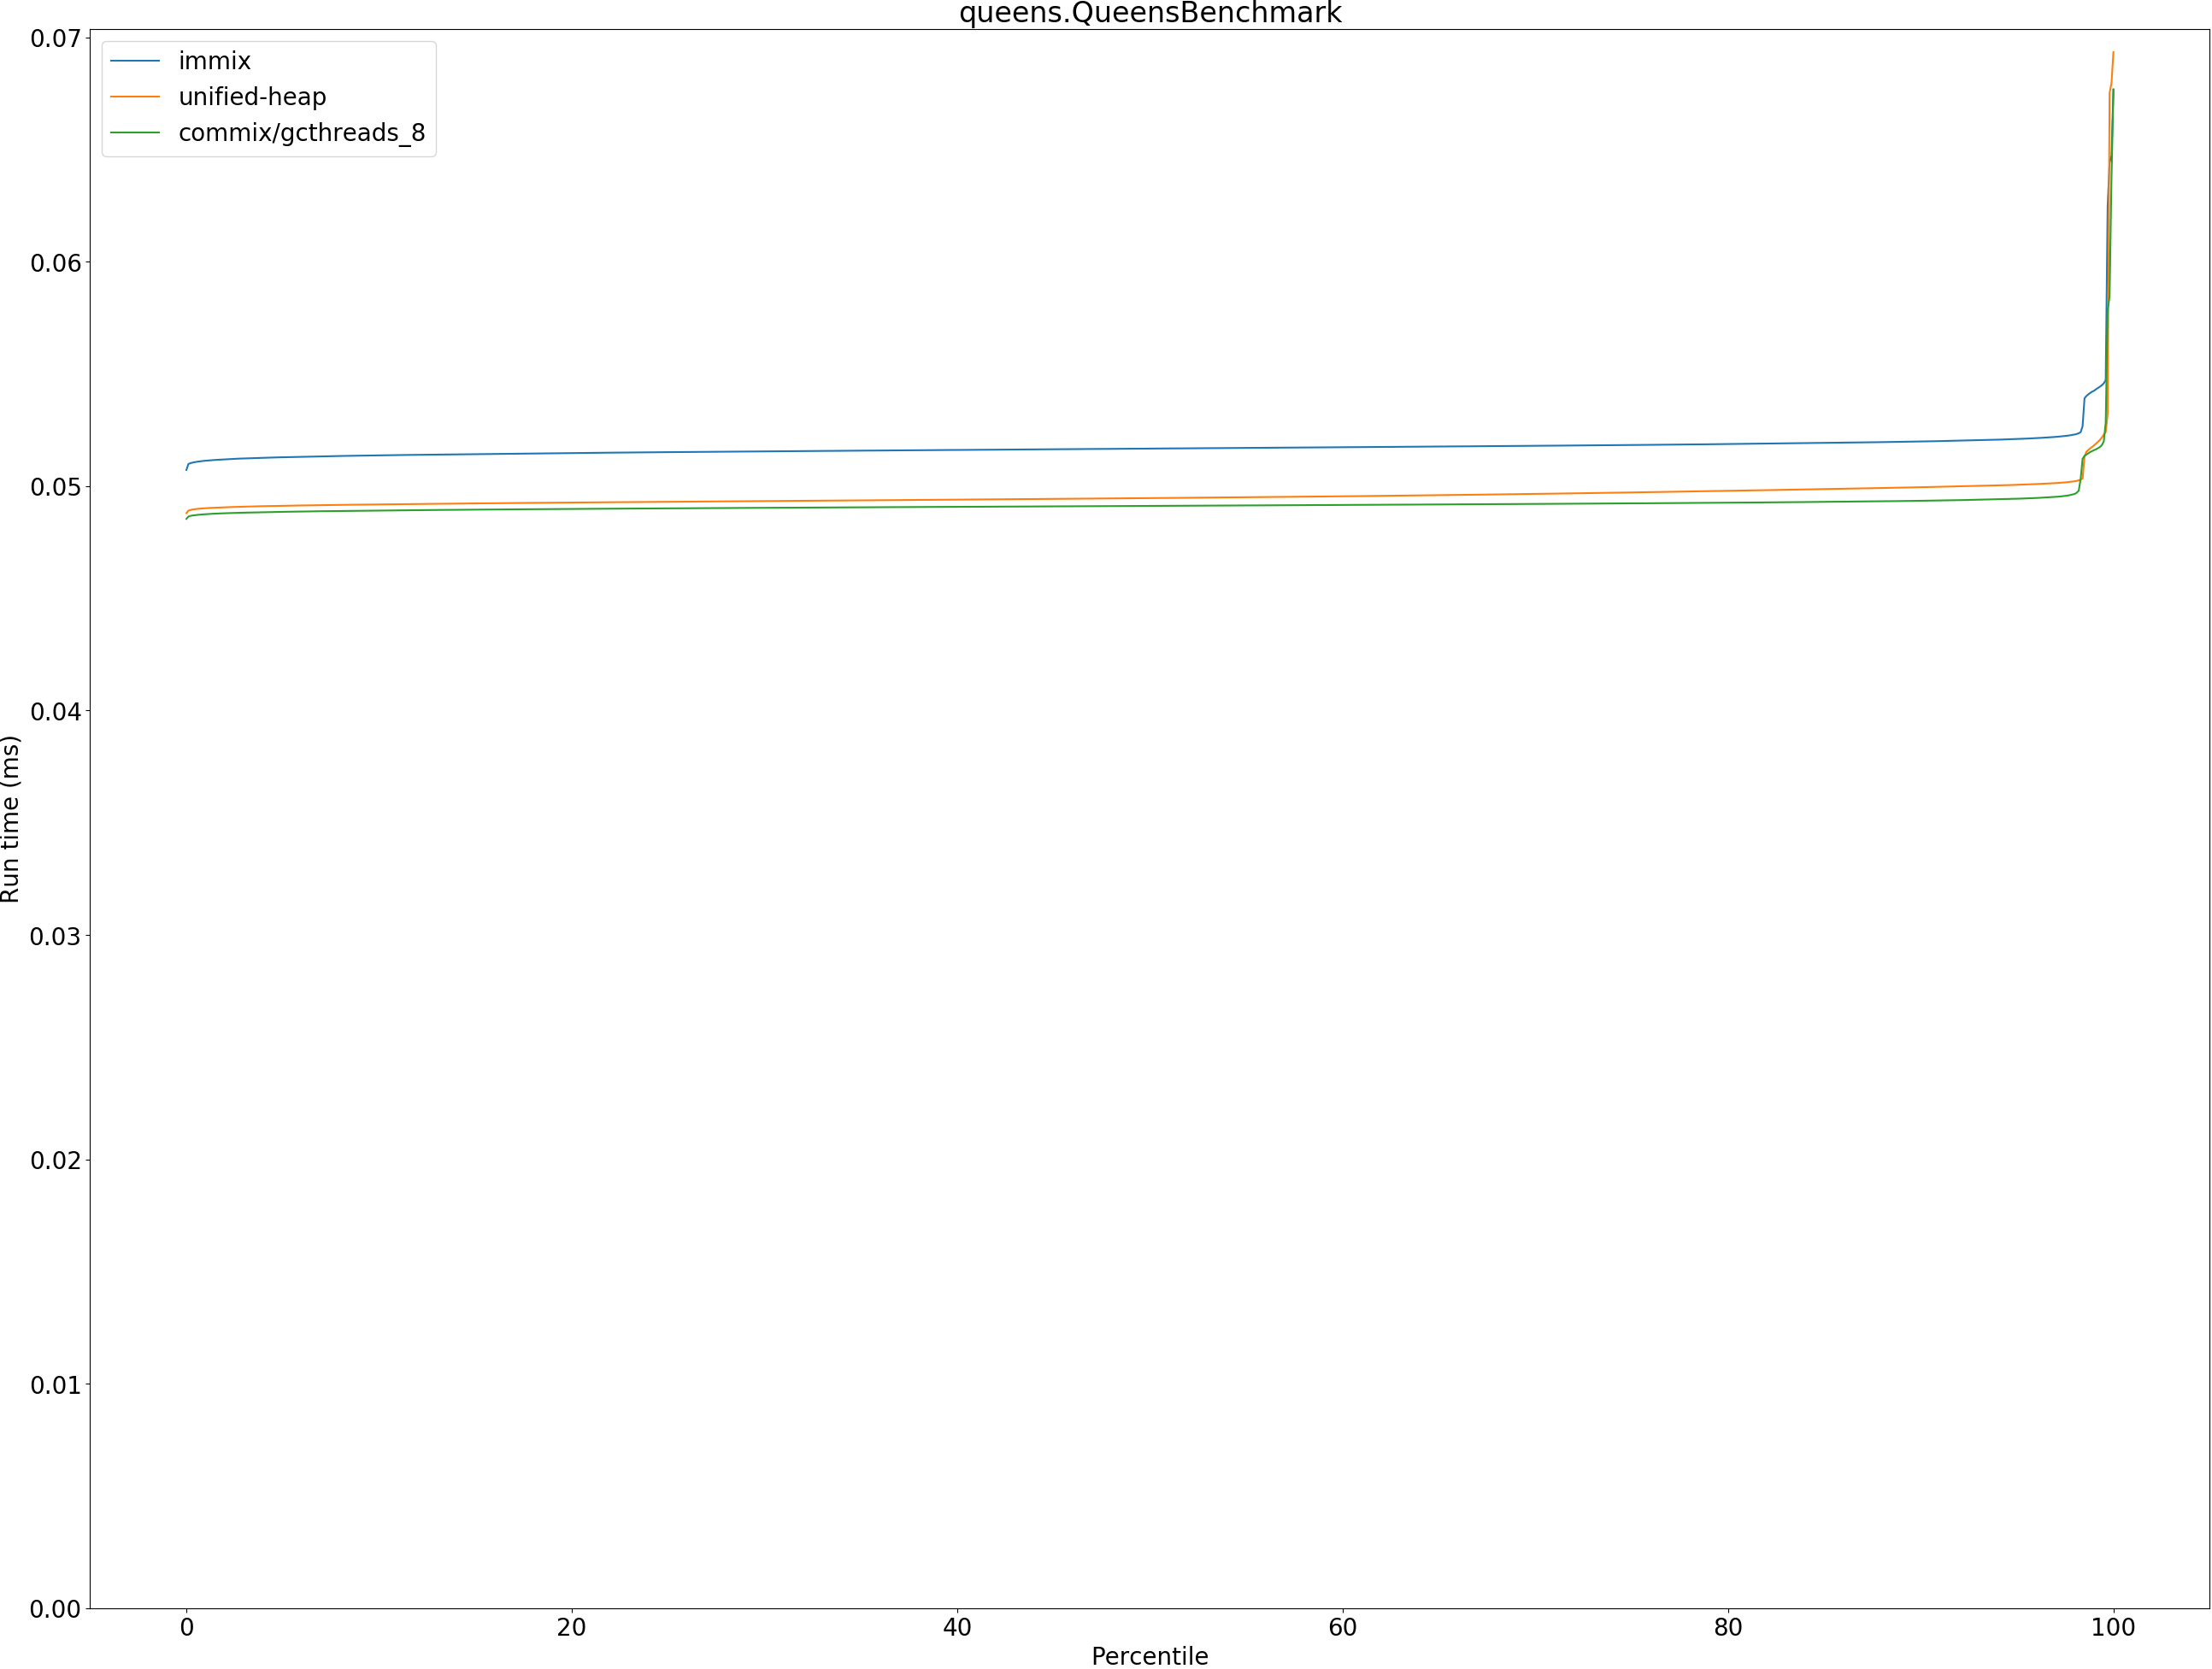 queens.QueensBenchmark
immix
unified-heap
commix/gcthreads_8
0.07
0.06
0.05
0.04
0.03
0.02
0.01
0.00
Run time (ms)
0 20 40 60 80 100
Percentile